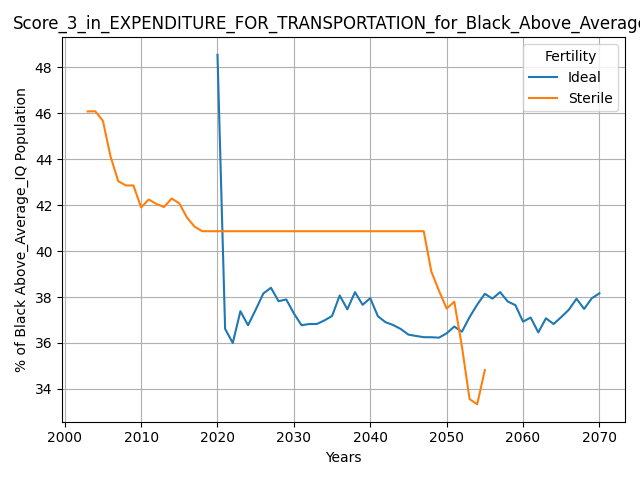 Score_3_in_EXPENDITURE_FOR_TRANSPORTATION_for_Black_Above_Average
Fertility
Ideal
Sterile
% of Black Above_Average_IQ Population
48
46
44
42
40
38
36
34
2000 2010 2020 2030 2040 2050 2060 2070
Years